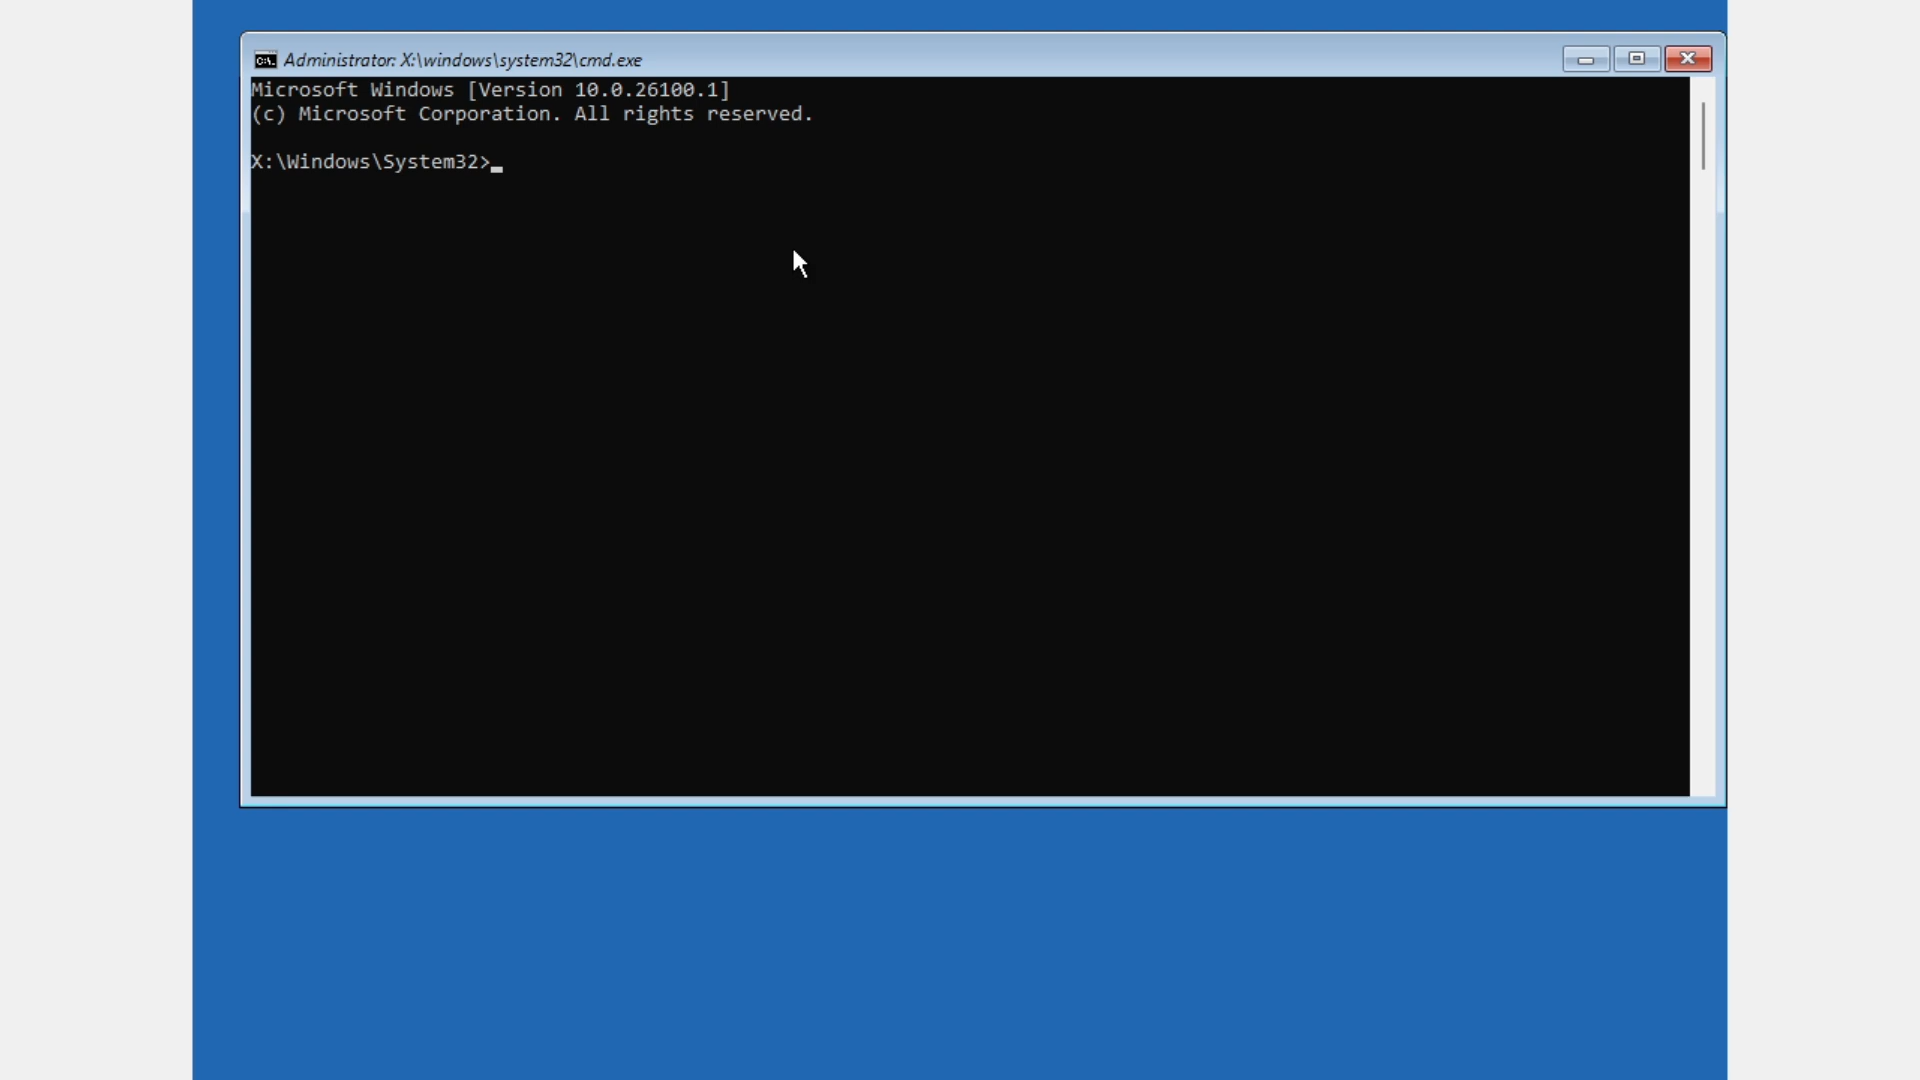 Administrator: X:\windows\system32\cmd.exe
Microsoft Windows [Version 10.0.26100.1]
(c) Microsoft Corporation. All rights reserved.
X:\Windows\System32>